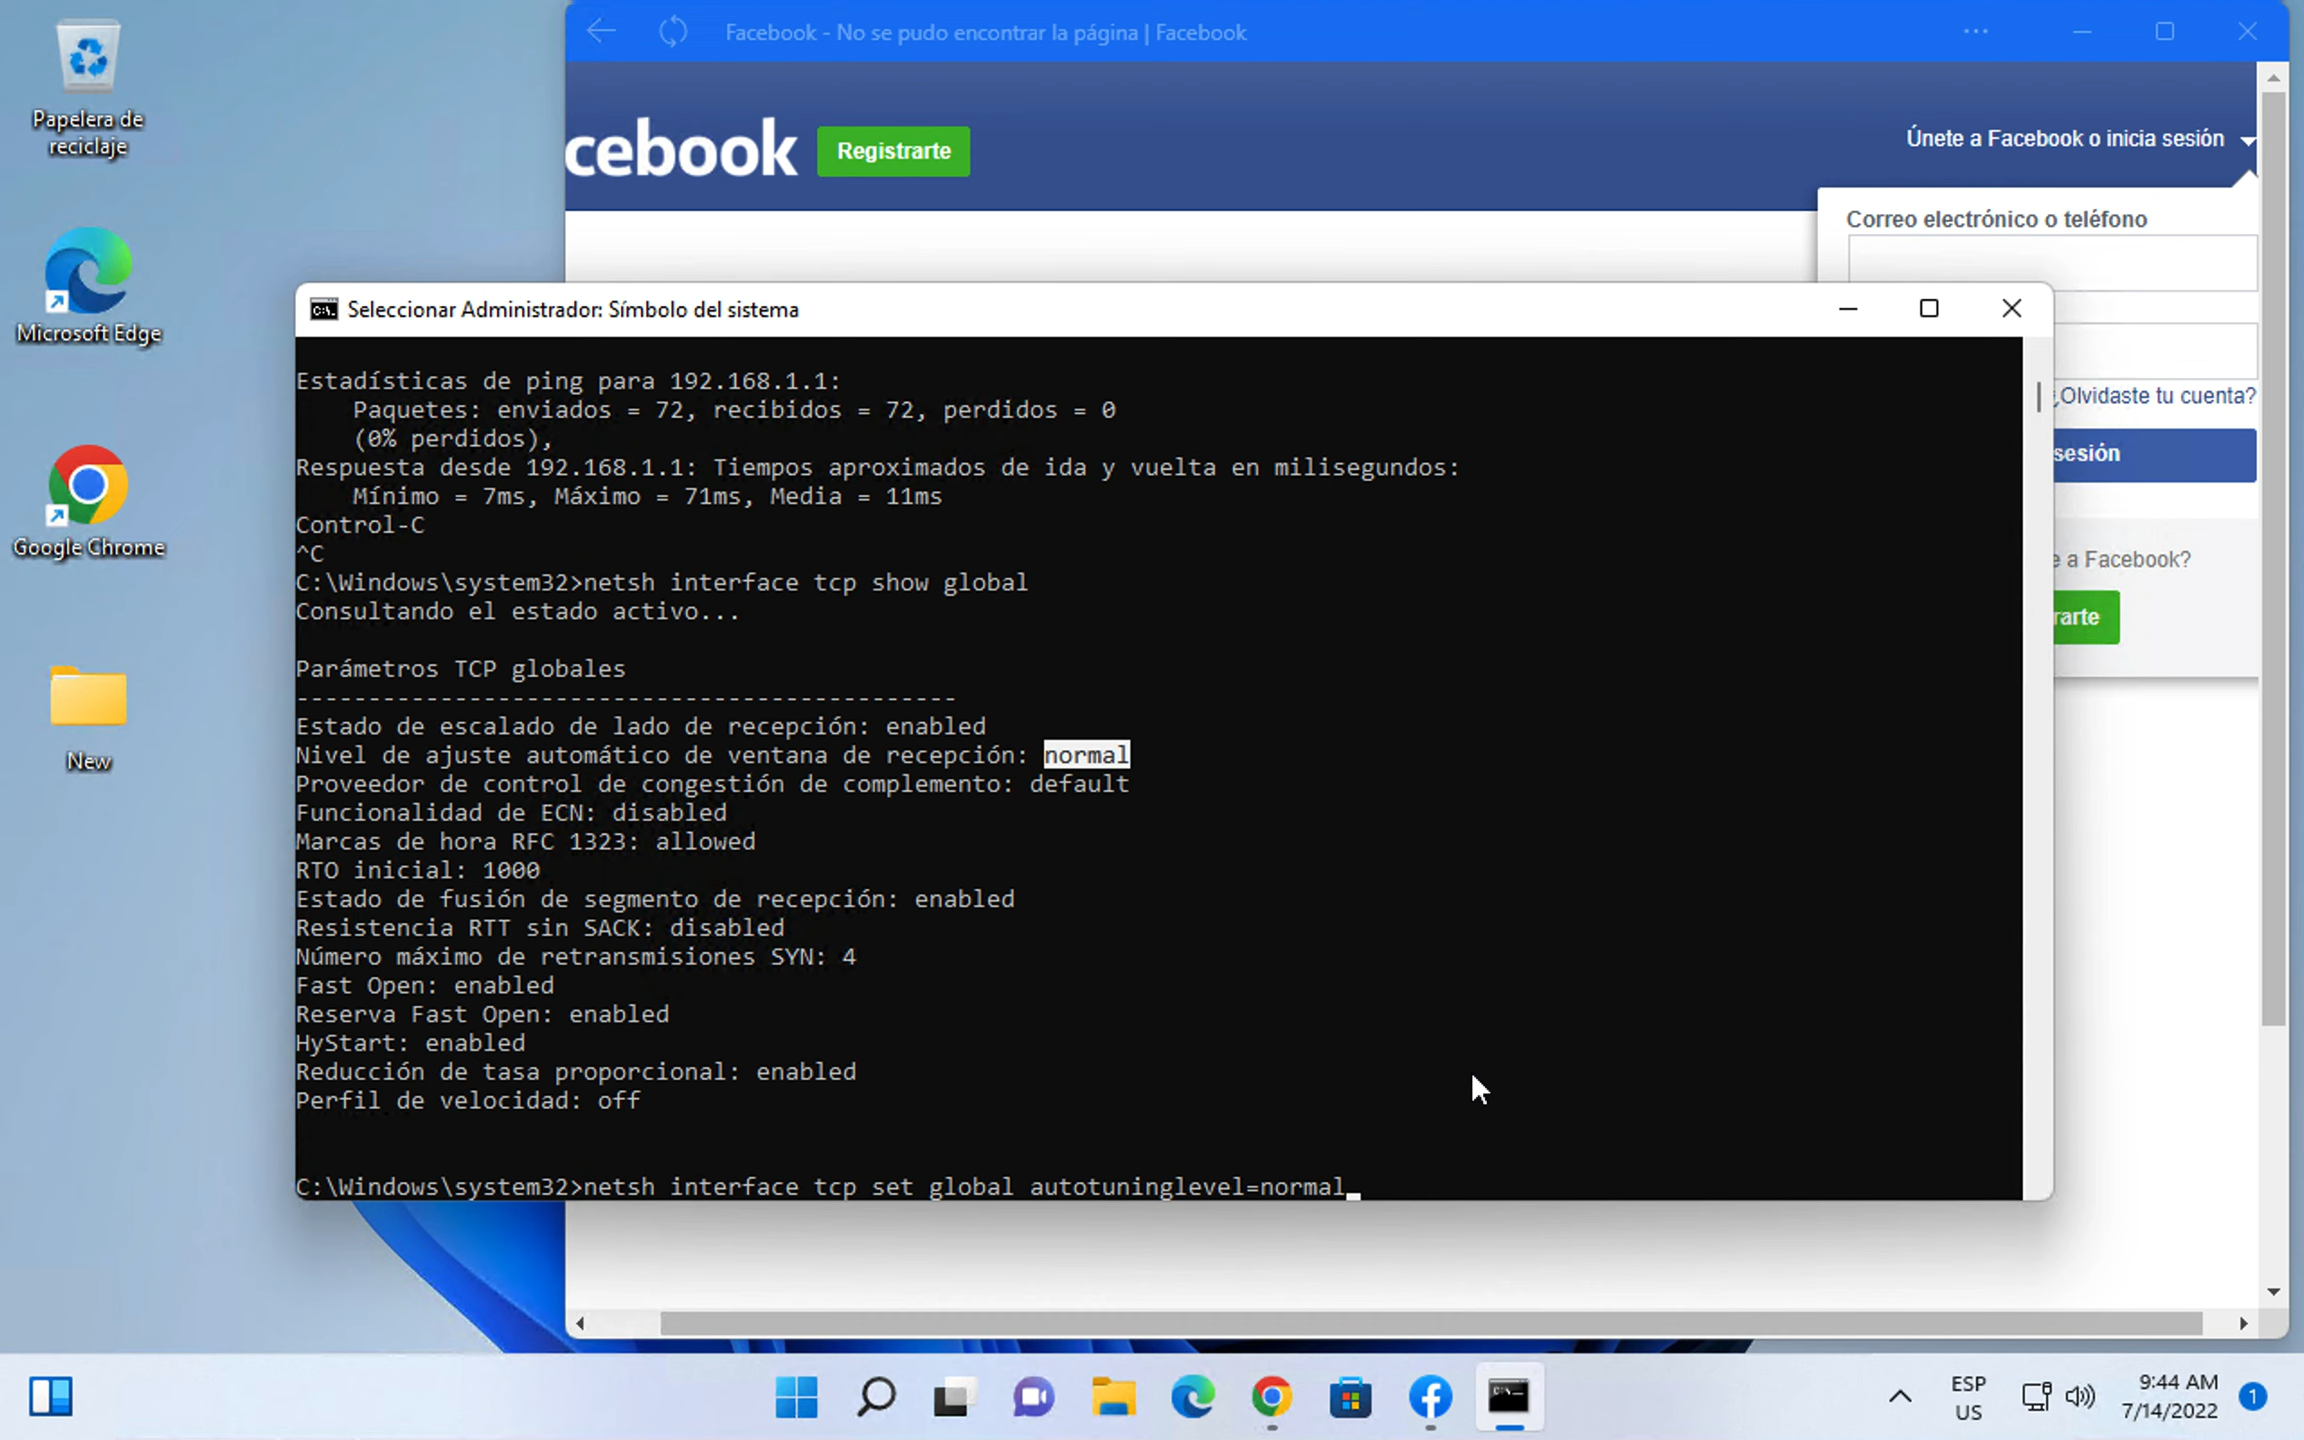 Papelera de
reciclaje
Microsoft Edge
Google Chrome
New
Facebook - No se pudo encontrar la página | Facebook
cebook
Registrarte
Únete a Facebook o inicia sesión
Correo electrónico o teléfono
¿Olvidaste tu cuenta?
sesión
e a Facebook?
rarte
Seleccionar Administrador: Símbolo del sistema
Estadísticas de ping para 192.168.1.1:
Paquetes: enviados = 72, recibidos = 72, perdidos = 0
(0% perdidos),
Respuesta desde 192.168.1.1: Tiempos aproximados de ida y vuelta en milisegundos:
Mínimo = 7ms, Máximo = 71ms, Media = 11ms
Control-C
^C
C:\Windows\system32>netsh interface tcp show global
Consultando el estado activo...
Parámetros TCP globales
----------------------------------------------
Estado de escalado de lado de recepción: enabled
Nivel de ajuste automático de ventana de recepción: normal
Proveedor de control de congestión de complemento: default
Funcionalidad de ECN: disabled
Marcas de hora RFC 1323: allowed
RTO inicial: 1000
Estado de fusión de segmento de recepción: enabled
Resistencia RTT sin SACK: disabled
Número máximo de retransmisiones SYN: 4
Fast Open: enabled
Reserva Fast Open: enabled
HyStart: enabled
Reducción de tasa proporcional: enabled
Perfil de velocidad: off
C:\Windows\system32>netsh interface tcp set global autotuninglevel=normal
ESP
US
9:44 AM
7/14/2022
1